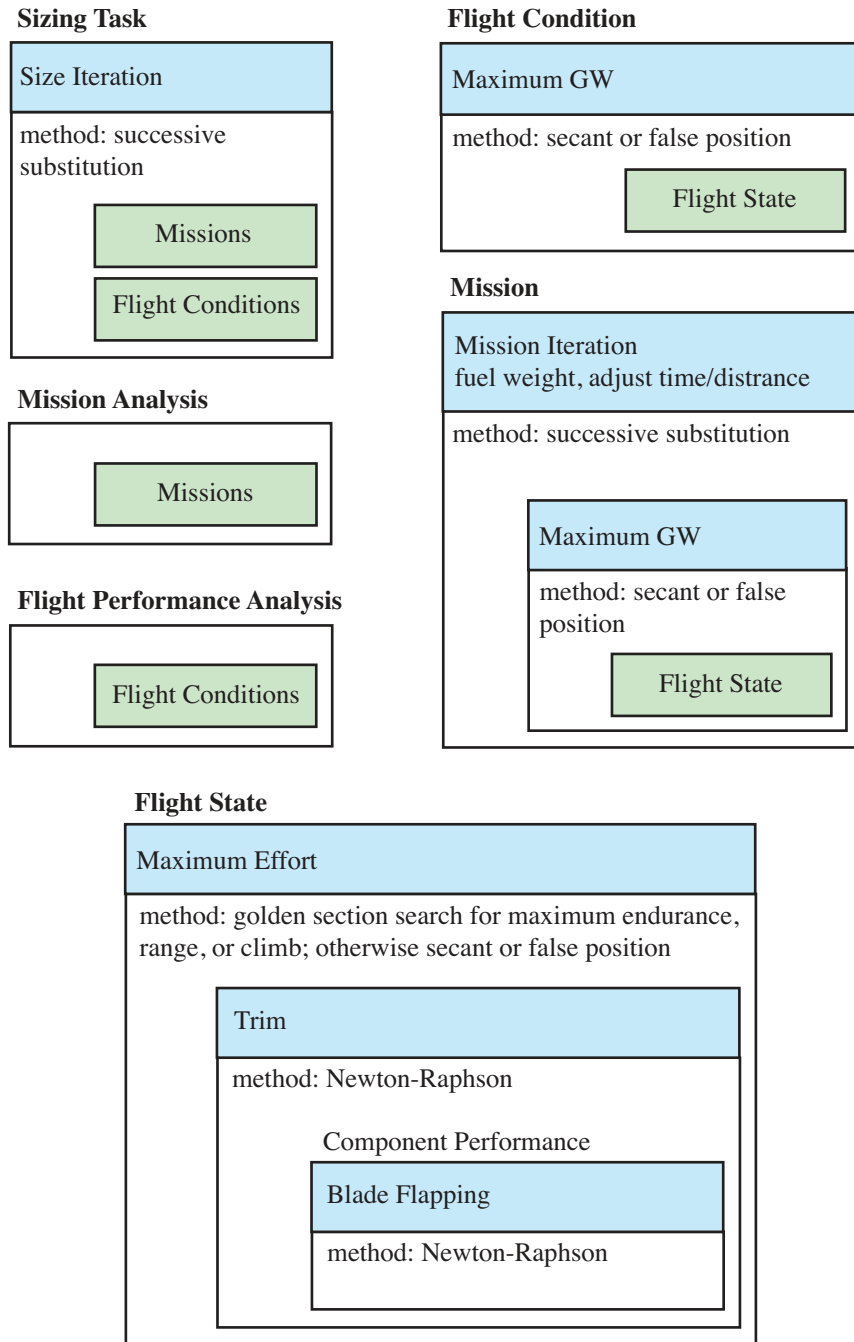 Sizing Task
Size Iteration
method: successive
substitution
Missions
Flight Conditions
Mission Analysis
Missions
Flight Performance Analysis
Flight Conditions
Flight Condition
Maximum GW
method: secant or false position
Flight State
Mission
Mission Iteration
fuel weight, adjust time/distrance
method: successive substitution
Maximum GW
method: secant or false
position
Flight State
Flight State
Maximum Effort
method: golden section search for maximum endurance,
range, or climb; otherwise secant or false position
Trim
method: Newton-Raphson
Component Performance
Blade Flapping
method: Newton-Raphson